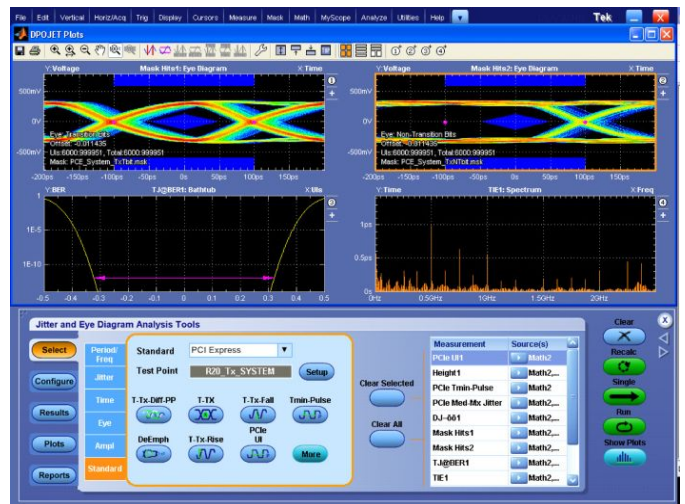 File Edit Vertical Horiz/Acq Trig Display Cursors Measure Mask Math MyScope Analyze Utilities Help Tek X
DPOJET Plots
Y:Voltage Mask Hits1: Eye Diagram X:Time
500mV
0V
-500mV
Eye: Transition Bits
Offset: -0.011435
UIs:6000:999951, Total:6000:999951
Mask: PCE_System_TxTbit.msk
-200ps -150ps -100ps -50ps 0s 50ps 100ps 150ps
1
Y:Voltage Mask Hits2: Eye Diagram X:Time
500mV
0V
-500mV
Eye: Non-Transition Bits
Offset: -0.011435
UIs:6000:999951, Total:6000:999951
Mask: PCE_System_TxNTbit.msk
-200ps -150ps -100ps -50ps 0s 50ps 100ps 150ps
2
Y:BER TJ@BER1: Bathtub X:UIs
1
1E-5
1E-10
-0.5 -0.4 -0.3 -0.2 -0.1 0 0.1 0.2 0.3 0.4 0.5
3
Y:Time TIE1: Spectrum X:Freq
1ps
0.5ps
0s
0Hz 0.5GHz 1GHz 1.5GHz 2GHz
4
Jitter and Eye Diagram Analysis Tools
Select
Configure
Results
Plots
Reports
Period/
Freq
Jitter
Time
Eye
Ampl
Standard
Standard PCI Express
Test Point R20_Tx_SYSTEM Setup
T-Tx-Diff-PP T-TX T-Tx-Fall Tmin-Pulse
DeEmph T-Tx-Rise PCIe
UI
More
Clear Selected
Clear All
Measurement Source(s)
PCIe UI1 Math2
Height1 Math2,...
PCIe Tmin-Pulse Math2
PCIe Med-Mx Jitter Math2,...
DJ–δδ1 Math2,...
Mask Hits1 Math2,...
Mask Hits2 Math2,...
TJ@BER1 Math2,...
TIE1 Math2,...
Clear
Recalc
Single
Run
Show Plots
X